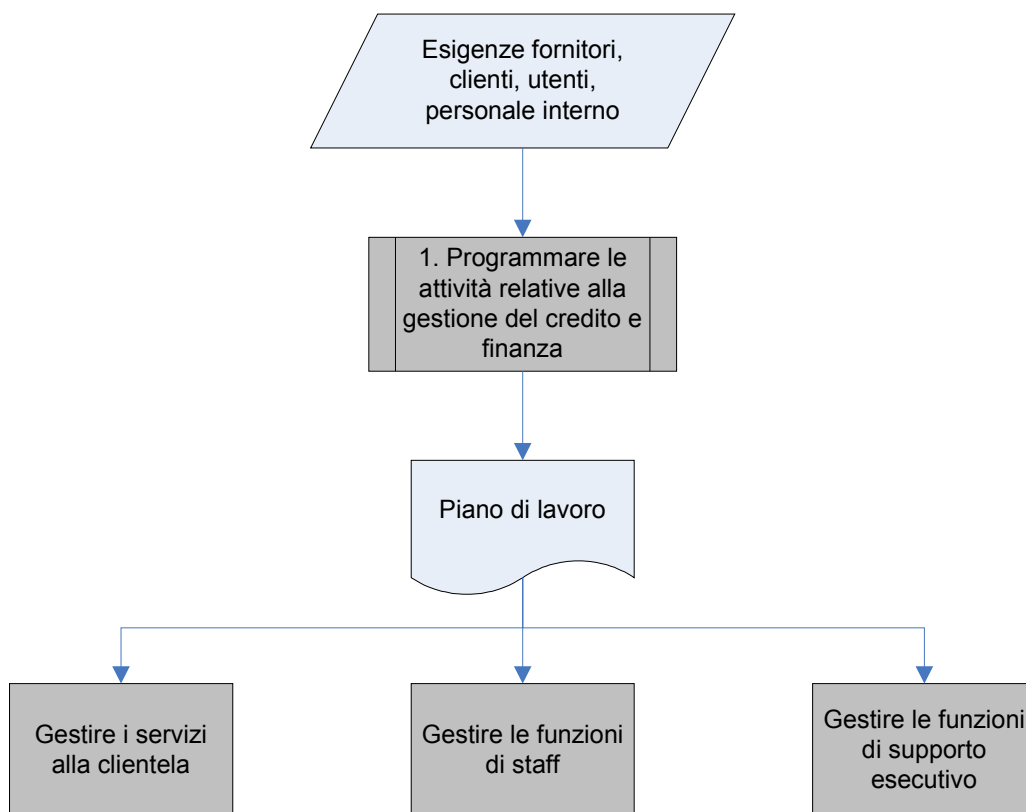 Esigenze fornitori,
clienti, utenti,
personale interno
1. Programmare le
attività relative alla
gestione del credito e
finanza
Piano di lavoro
Gestire i servizi
alla clientela
Gestire le funzioni
di staff
Gestire le funzioni
di supporto
esecutivo